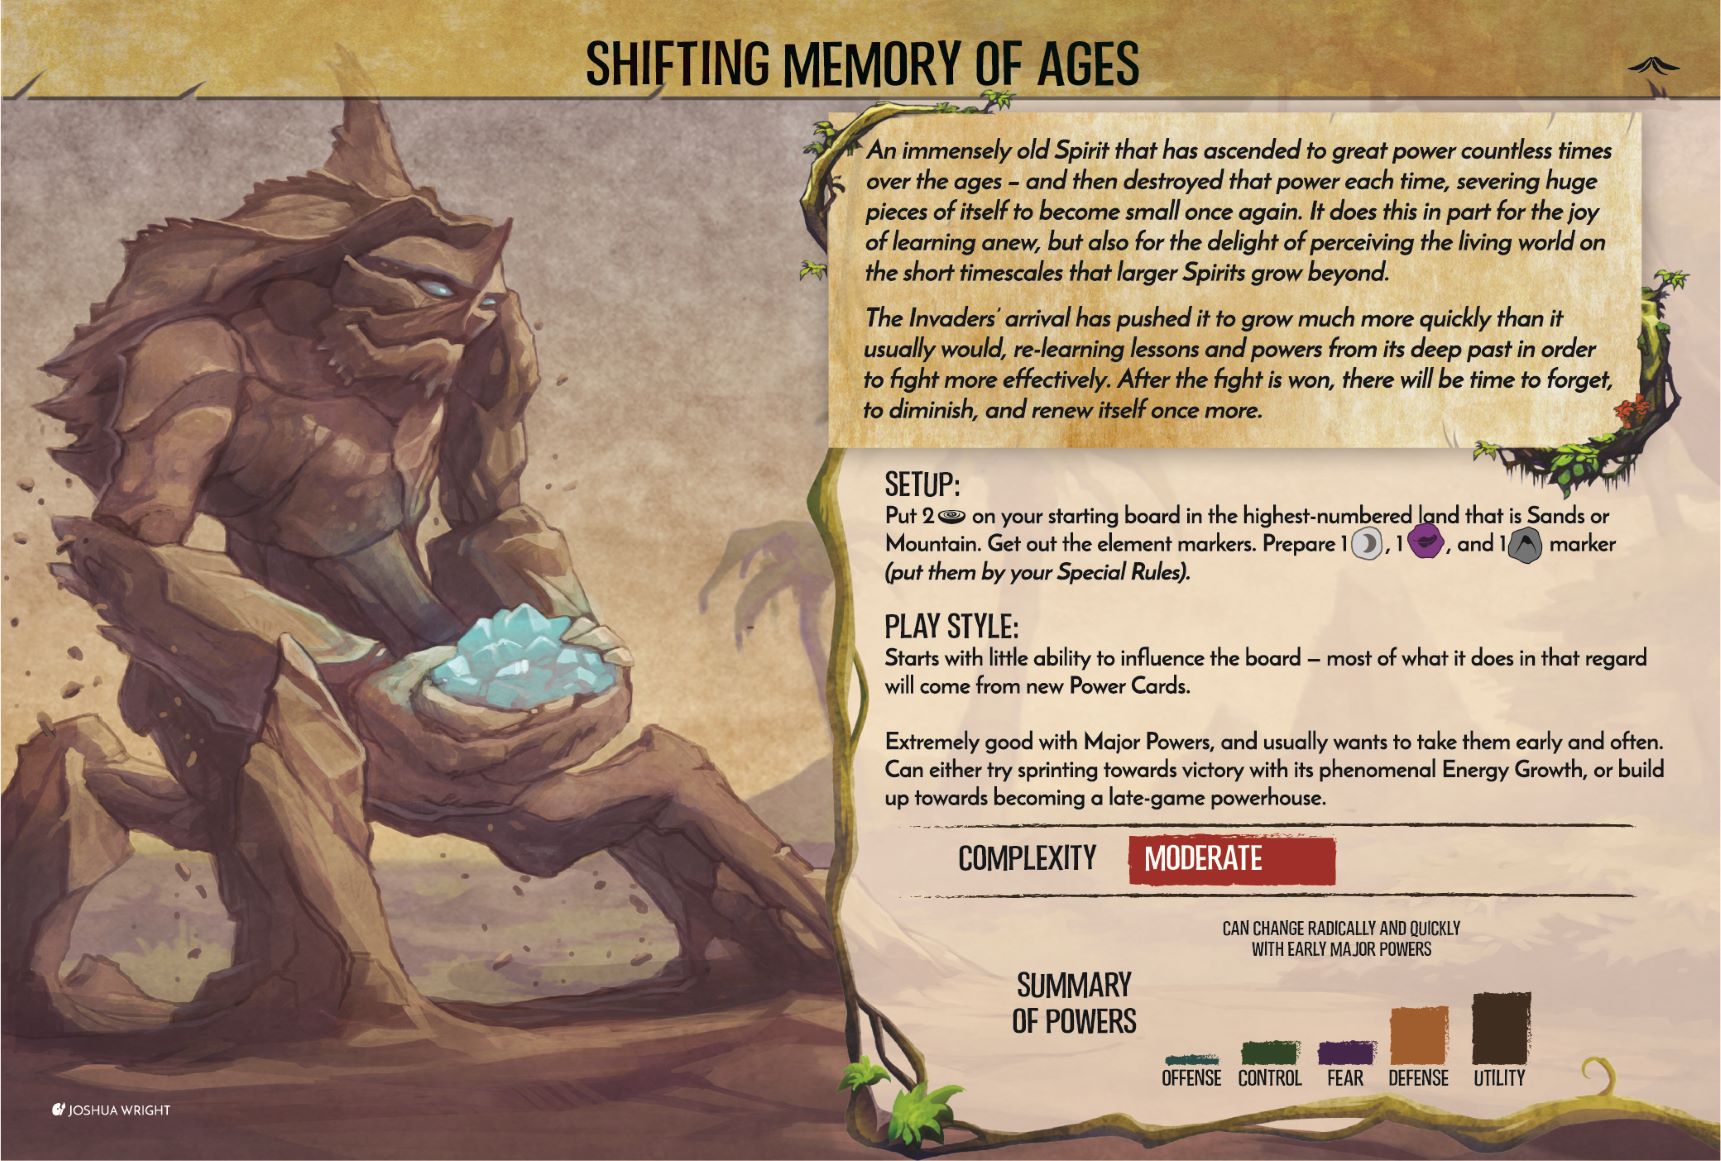 SHIFTING MEMORY OF AGES
An immensely old Spirit that has ascended to great power countless times
over the ages – and then destroyed that power each time, severing huge
pieces of itself to become small once again. It does this in part for the joy
of learning anew, but also for the delight of perceiving the living world on
the short timescales that larger Spirits grow beyond.
The Invaders' arrival has pushed it to grow much more quickly than it
usually would, re-learning lessons and powers from its deep past in order
to fight more effectively. After the fight is won, there will be time to forget,
to diminish, and renew itself once more.
SETUP:
Put 2 on your starting board in the highest-numbered land that is Sands or
Mountain. Get out the element markers. Prepare 1 , 1 , and 1 marker
(put them by your Special Rules).
PLAY STYLE:
Starts with little ability to influence the board – most of what it does in that regard
will come from new Power Cards.
Extremely good with Major Powers, and usually wants to take them early and often.
Can either try sprinting towards victory with its phenomenal Energy Growth, or build
up towards becoming a late-game powerhouse.
COMPLEXITY MODERATE
CAN CHANGE RADICALLY AND QUICKLY
WITH EARLY MAJOR POWERS
SUMMARY
OF POWERS
OFFENSE CONTROL FEAR DEFENSE UTILITY
JOSHUA WRIGHT